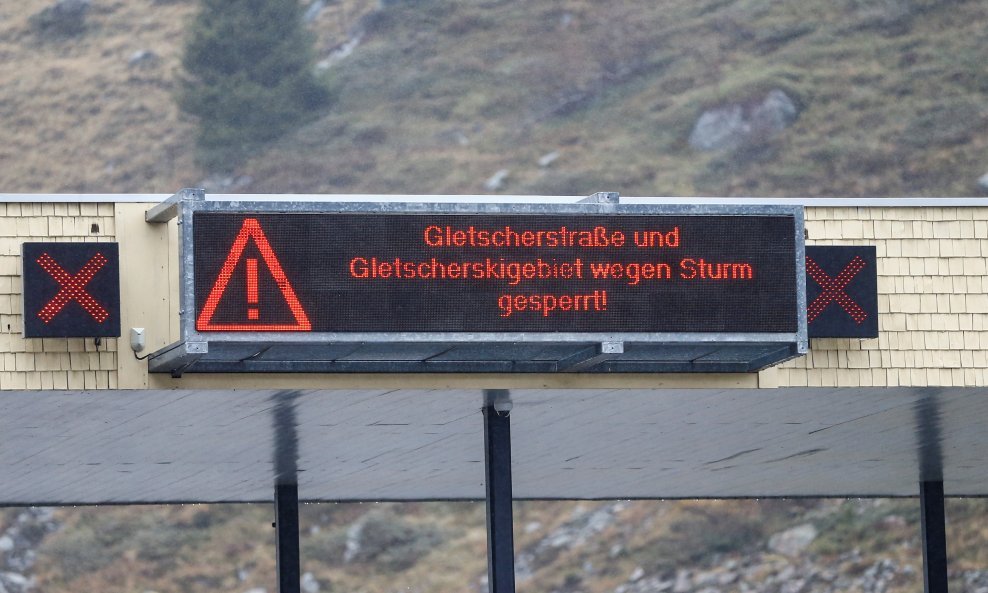 Gletscherstraße und
Gletscherskigebiet wegen Sturm
gesperrt!